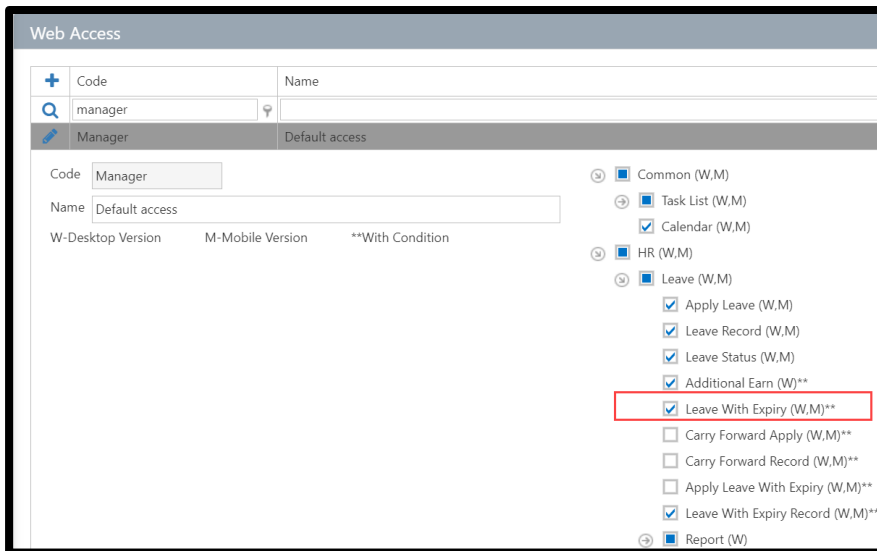 Web Access
Code Name
manager
Manager Default access
Code Manager
Name Default access
W-Desktop Version M-Mobile Version **With Condition
Common (W,M)
Task List (W,M)
Calendar (W,M)
HR (W,M)
Leave (W,M)
Apply Leave (W,M)
Leave Record (W,M)
Leave Status (W,M)
Additional Earn (W)**
Leave With Expiry (W,M)**
Carry Forward Apply (W,M)**
Carry Forward Record (W,M)**
Apply Leave With Expiry (W,M)**
Leave With Expiry Record (W,M)**
Report (W)